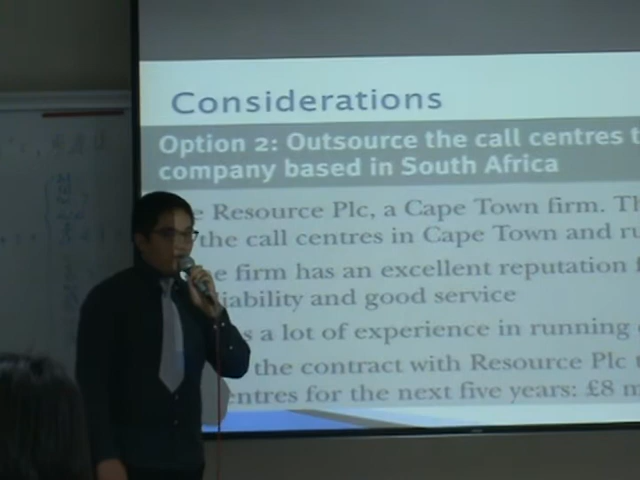 Considerations
Option 2: Outsource the call centres t
company based in South Africa
e Resource Plc, a Cape Town firm. Th
the call centres in Cape Town and ru
e firm has an excellent reputation f
iability and good service
s a lot of experience in running
the contract with Resource Plc
entres for the next five years: £8 m